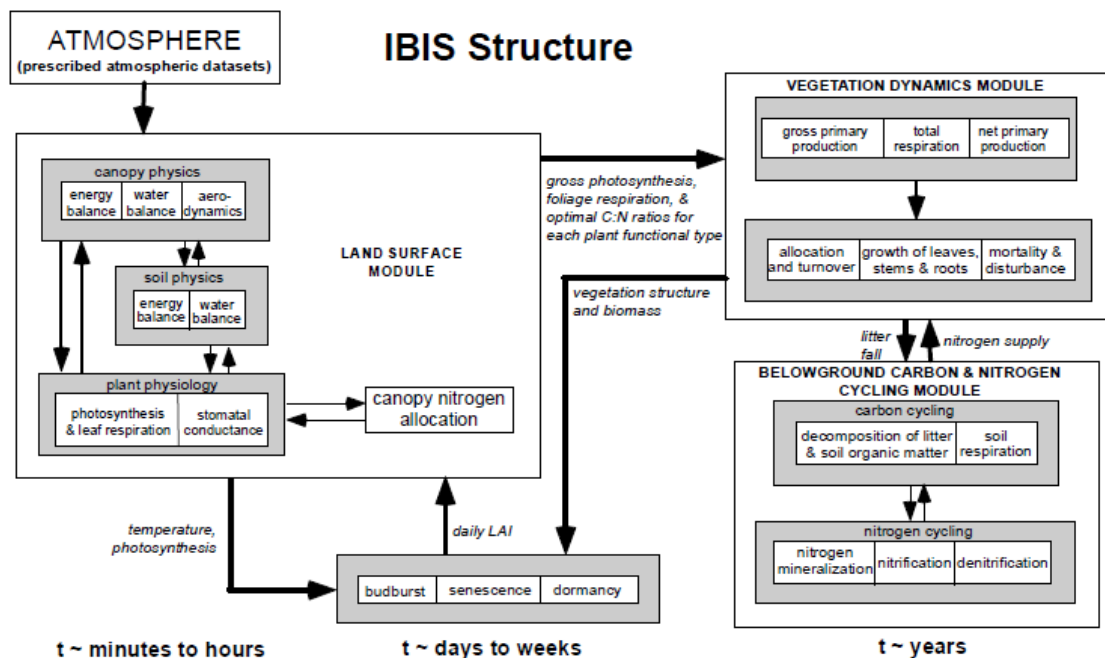 ATMOSPHERE
(prescribed atmospheric datasets)
IBIS Structure
LAND SURFACE
MODULE
canopy physics
energy
balance
water
balance
aero-
dynamics
soil physics
energy
balance
water
balance
plant physiology
photosynthesis
& leaf respiration
stomatal
conductance
canopy nitrogen
allocation
gross photosynthesis,
foliage respiration, &
optimal C:N ratios for
each plant functional type
vegetation structure
and biomass
VEGETATION DYNAMICS MODULE
gross primary
production
total
respiration
net primary
production
allocation
and turnover
growth of leaves,
stems & roots
mortality &
disturbance
litter
fall
nitrogen supply
BELOWGROUND CARBON & NITROGEN
CYCLING MODULE
carbon cycling
decomposition of litter
& soil organic matter
soil
respiration
nitrogen cycling
nitrogen
mineralization
nitrification
denitrification
temperature,
photosynthesis
daily LAI
budburst
senescence
dormancy
t ~ minutes to hours
t ~ days to weeks
t ~ years